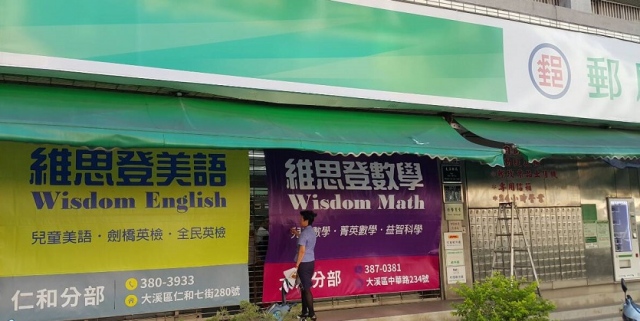 郵
維思登美語
Wisdom English
兒童美語・劍橋英檢・全民英檢
仁和分部
380-3933
大溪區仁和七街280號
維思登數學
Wisdom Math
數學・菁英數學・益智科學
分部
387-0381
大溪區中華路234號